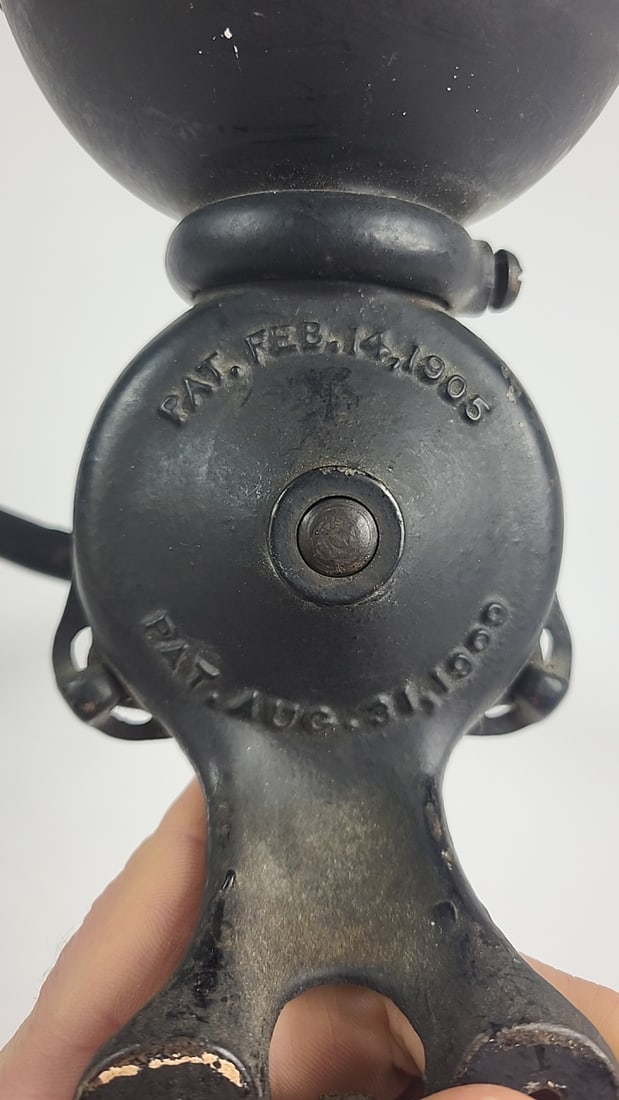 PAT. FEB. 14, 1905
PAT. AUG. 31, 1909